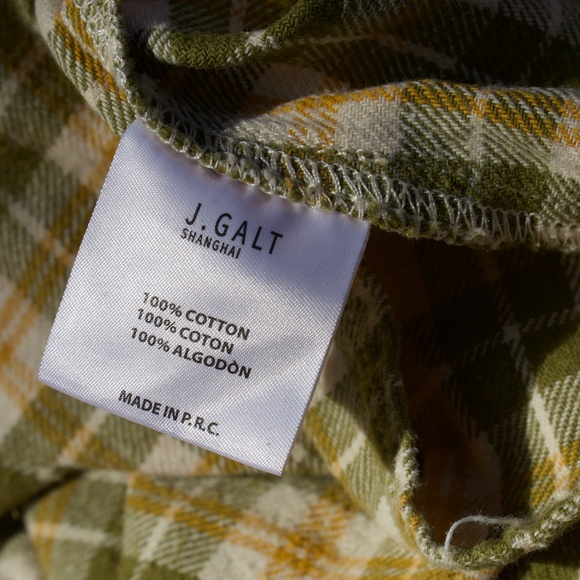 J. GALT
SHANGHAI
100% COTTON
100% COTON
100% ALGODÒN
MADE IN P.R.C.